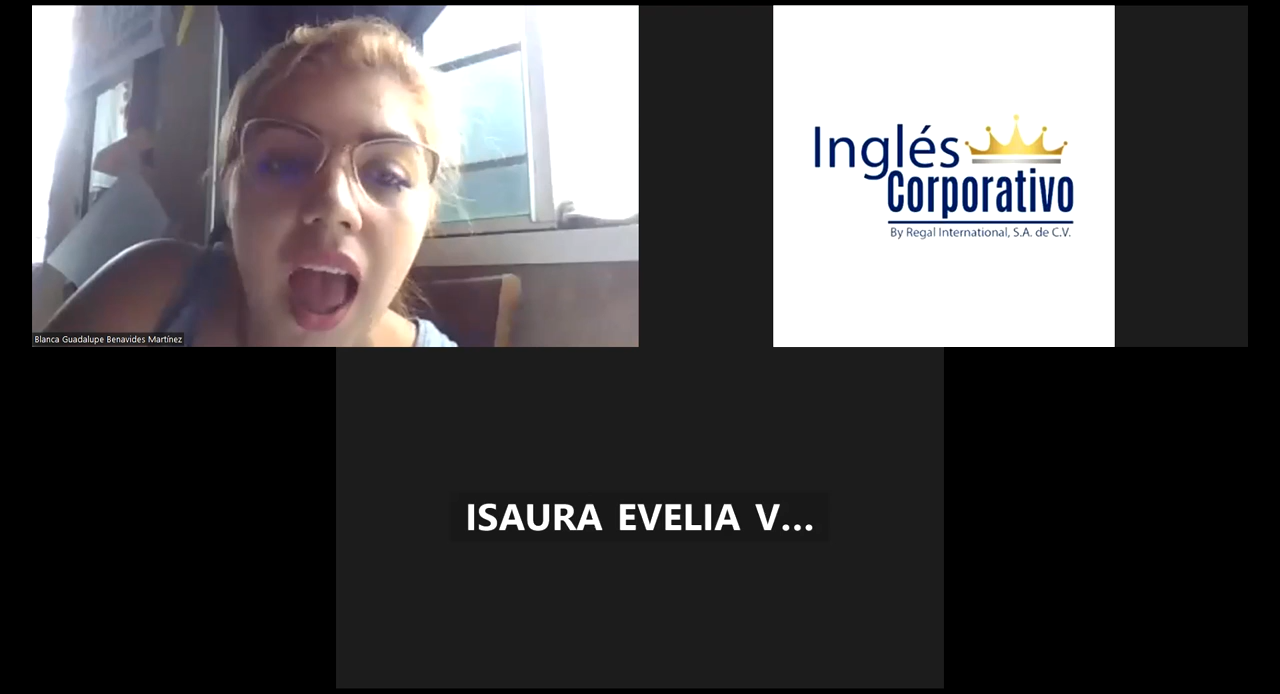 Blanca Guadalupe Benavides Martínez
Inglés
Corporativo
By Regal International, S.A. de C.V.
ISAURA EVELIA V...